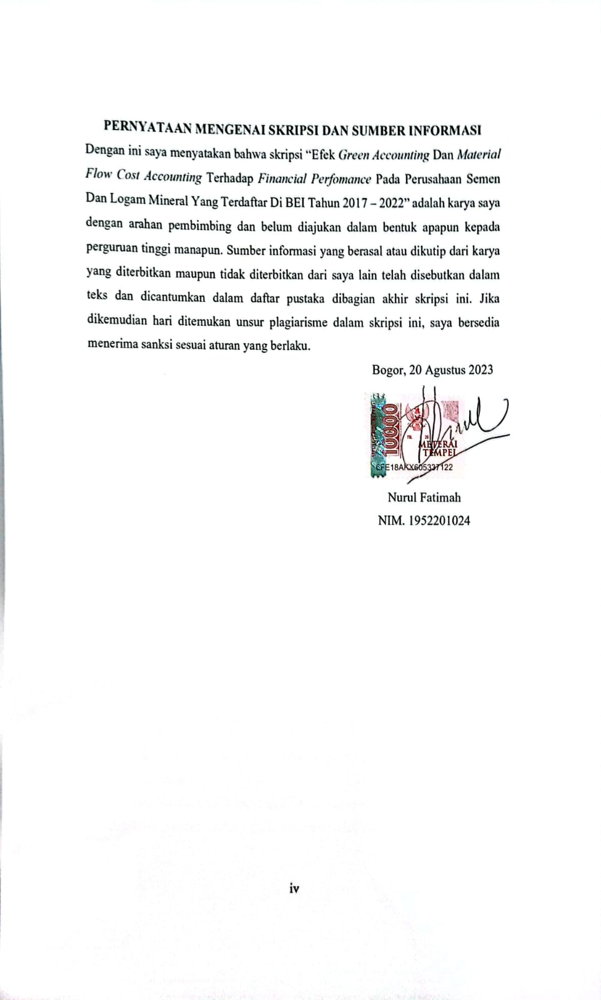 PERNYATAAN MENGENAI SKRIPSI DAN SUMBER INFORMASI
Dengan ini saya menyatakan bahwa skripsi “Efek Green Accounting Dan Material
Flow Cost Accounting Terhadap Financial Perfomance Pada Perusahaan Semen
Dan Logam Mineral Yang Terdaftar Di BEI Tahun 2017 – 2022” adalah karya saya
dengan arahan pembimbing dan belum diajukan dalam bentuk apapun kepada
perguruan tinggi manapun. Sumber informasi yang berasal atau dikutip dari karya
yang diterbitkan maupun tidak diterbitkan dari saya lain telah disebutkan dalam
teks dan dicantumkan dalam daftar pustaka dibagian akhir skripsi ini. Jika
dikemudian hari ditemukan unsur plagiarisme dalam skripsi ini, saya bersedia
menerima sanksi sesuai aturan yang berlaku.
Bogor, 20 Agustus 2023
10000
METERAI
TEMPEL
6FE18AKX605337122
Nurul Fatimah
NIM. 1952201024
iv